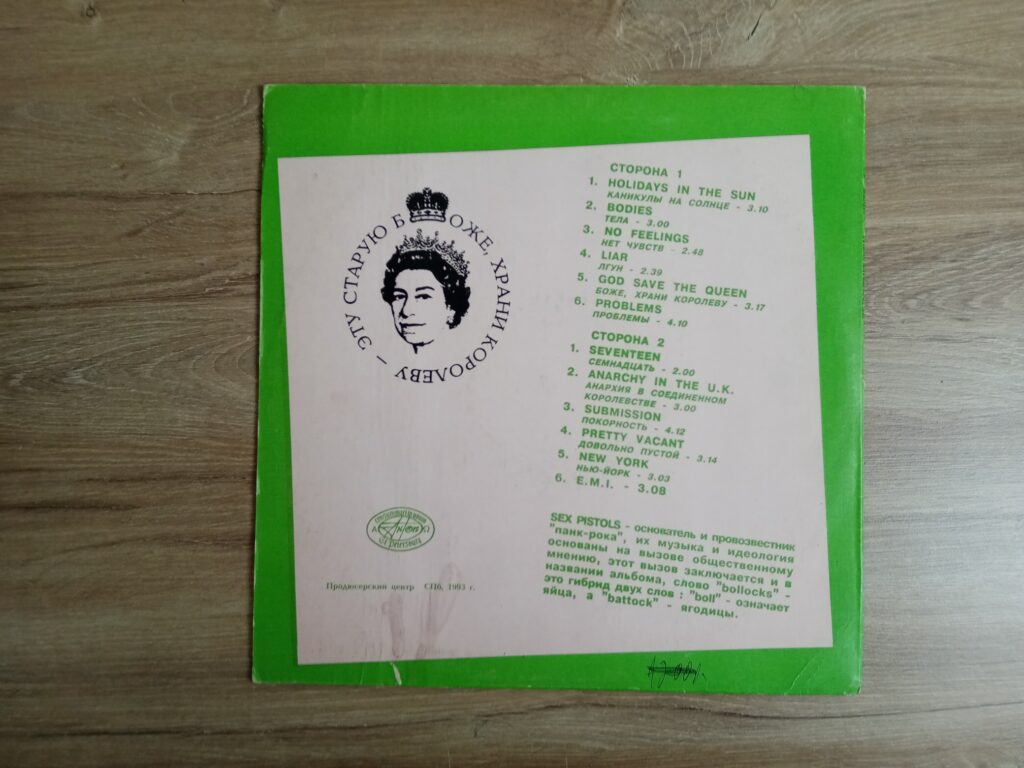 БОЖЕ, ХРАНИ КОРОЛЕВУ – ЭТУ СТАРУЮ
СТОРОНА 1
1. HOLIDAYS IN THE SUN
КАНИКУЛЫ НА СОЛНЦЕ - 3.10
2. BODIES
ТЕЛА - 3.00
3. NO FEELINGS
НЕТ ЧУВСТВ - 2.48
4. LIAR
ЛГУН - 2.39
5. GOD SAVE THE QUEEN
БОЖЕ, ХРАНИ КОРОЛЕВУ - 3.17
6. PROBLEMS
ПРОБЛЕМЫ - 4.10
СТОРОНА 2
1. SEVENTEEN
СЕМНАДЦАТЬ - 2.00
2. ANARCHY IN THE U.K.
АНАРХИЯ В СОЕДИНЕННОМ
КОРОЛЕВСТВЕ - 3.00
3. SUBMISSION
ПОКОРНОСТЬ - 4.12
4. PRETTY VACANT
ДОВОЛЬНО ПУСТОЙ - 3.14
5. NEW YORK
НЬЮ-ЙОРК - 3.03
6. E.M.I. - 3.08
SEX PISTOLS - основатель и провозвестник
"панк-рока", их музыка и идеология
основаны на вызове общественному
мнению, этот вызов заключается и в
названии альбома, слово "bollocks" -
это гибрид двух слов : "boll" - означает
яйца, а "battock" - ягодицы.
Продюсерский центр СПб, 1993 г.